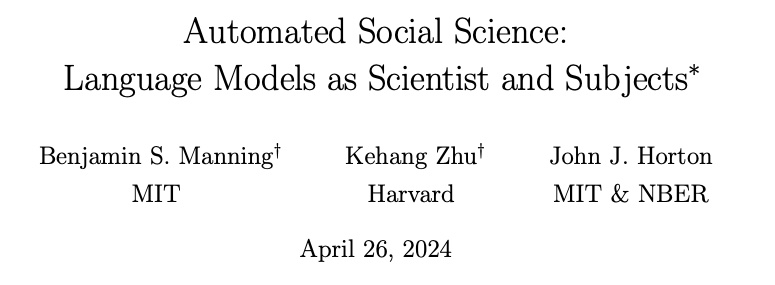 Automated Social Science:
Language Models as Scientist and Subjects*
Benjamin S. Manning† Kehang Zhu† John J. Horton
MIT Harvard MIT & NBER
April 26, 2024